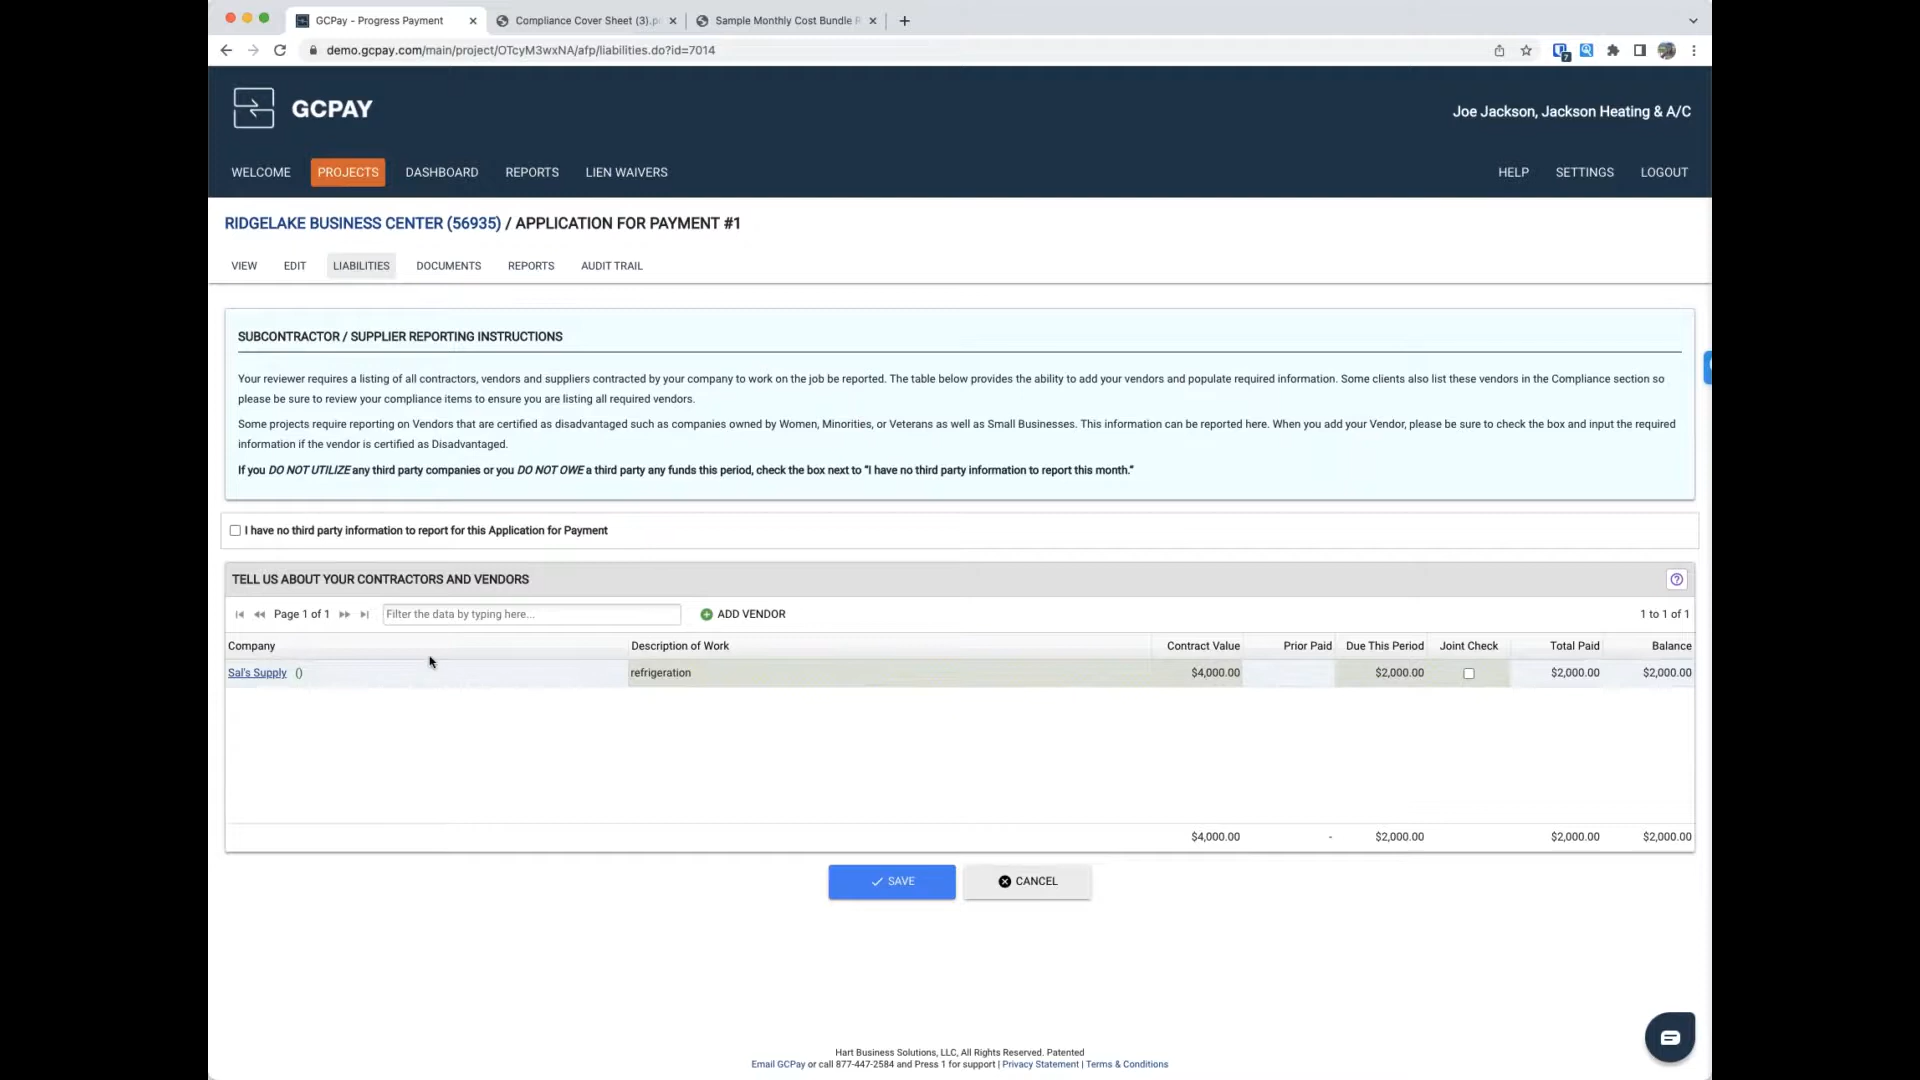 GCPay - Progress Payment
Compliance Cover Sheet (3).p
Sample Monthly Cost Bundle
demo.gcpay.com/main/project/OTcyM3wxNA/afp/liabilities.do?id=7014
7
GCPAY
Joe Jackson, Jackson Heating & A/C
WELCOME PROJECTS DASHBOARD REPORTS LIEN WAIVERS HELP SETTINGS LOGOUT
RIDGELAKE BUSINESS CENTER (56935) / APPLICATION FOR PAYMENT #1
VIEW EDIT LIABILITIES DOCUMENTS REPORTS AUDIT TRAIL
SUBCONTRACTOR / SUPPLIER REPORTING INSTRUCTIONS
Your reviewer requires a listing of all contractors, vendors and suppliers contracted by your company to work on the job be reported. The table below provides the ability to add your vendors and populate required information. Some clients also list these vendors in the Compliance section so
please be sure to review your compliance items to ensure you are listing all required vendors.
Some projects require reporting on Vendors that are certified as disadvantaged such as companies owned by Women, Minorities, or Veterans as well as Small Businesses. This information can be reported here. When you add your Vendor, please be sure to check the box and input the required
information if the vendor is certified as Disadvantaged.
If you DO NOT UTILIZE any third party companies or you DO NOT OWE a third party any funds this period, check the box next to "I have no third party information to report this month."
I have no third party information to report for this Application for Payment
TELL US ABOUT YOUR CONTRACTORS AND VENDORS
Page 1 of 1 Filter the data by typing here... ADD VENDOR 1 to 1 of 1
Company Description of Work Contract Value Prior Paid Due This Period Joint Check Total Paid Balance
Sal's Supply () refrigeration $4,000.00 $2,000.00 $2,000.00 $2,000.00
$4,000.00 - $2,000.00 $2,000.00 $2,000.00
SAVE CANCEL
Hart Business Solutions, LLC, All Rights Reserved. Patented
Email GCPay or call 877-447-2584 and Press 1 for support | Privacy Statement | Terms & Conditions